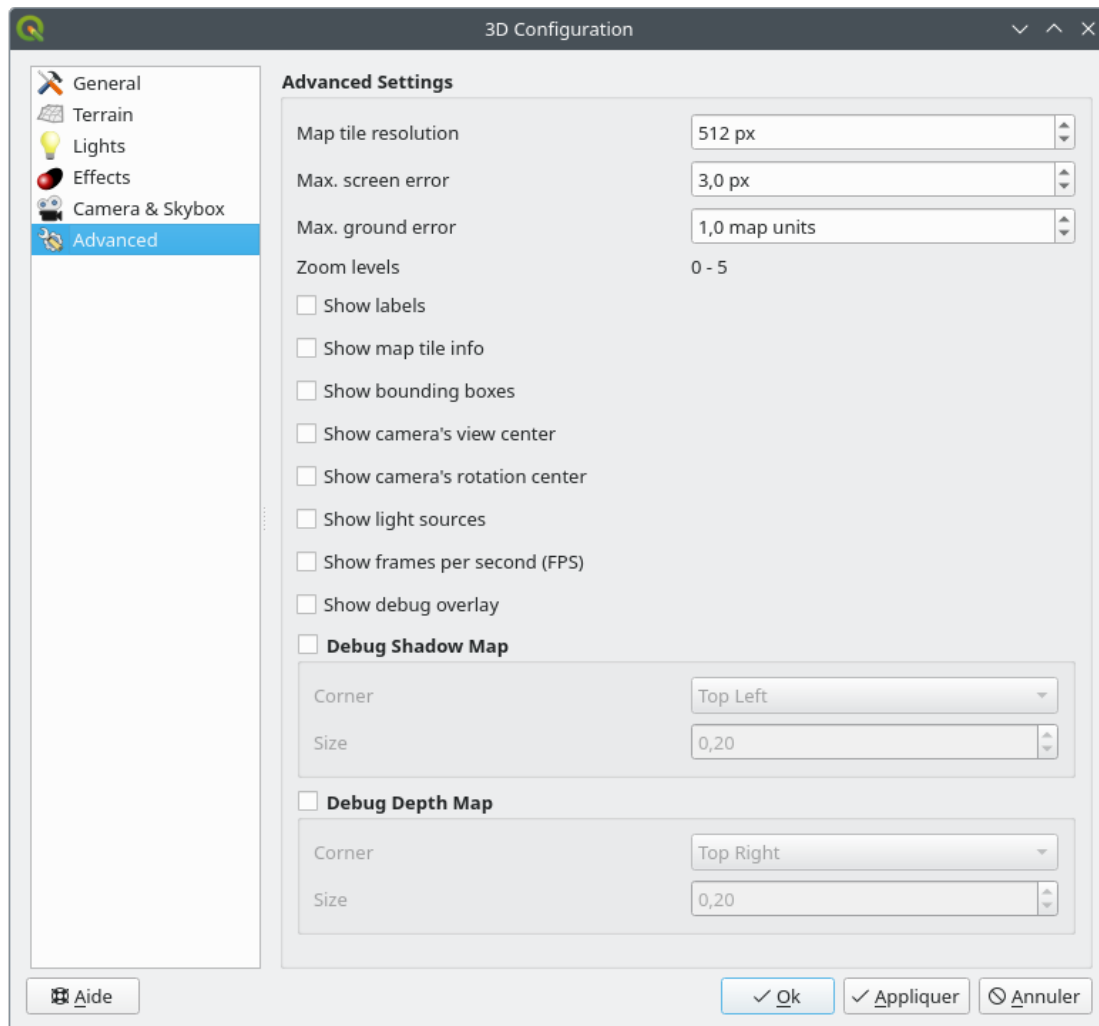 3D Configuration
General
Terrain
Lights
Effects
Camera & Skybox
Advanced
Advanced Settings
Map tile resolution 512 px
Max. screen error 3,0 px
Max. ground error 1,0 map units
Zoom levels 0 - 5
Show labels
Show map tile info
Show bounding boxes
Show camera's view center
Show camera's rotation center
Show light sources
Show frames per second (FPS)
Show debug overlay
Debug Shadow Map
Corner Top Left
Size 0,20
Debug Depth Map
Corner Top Right
Size 0,20
Aide Ok Appliquer Annuler